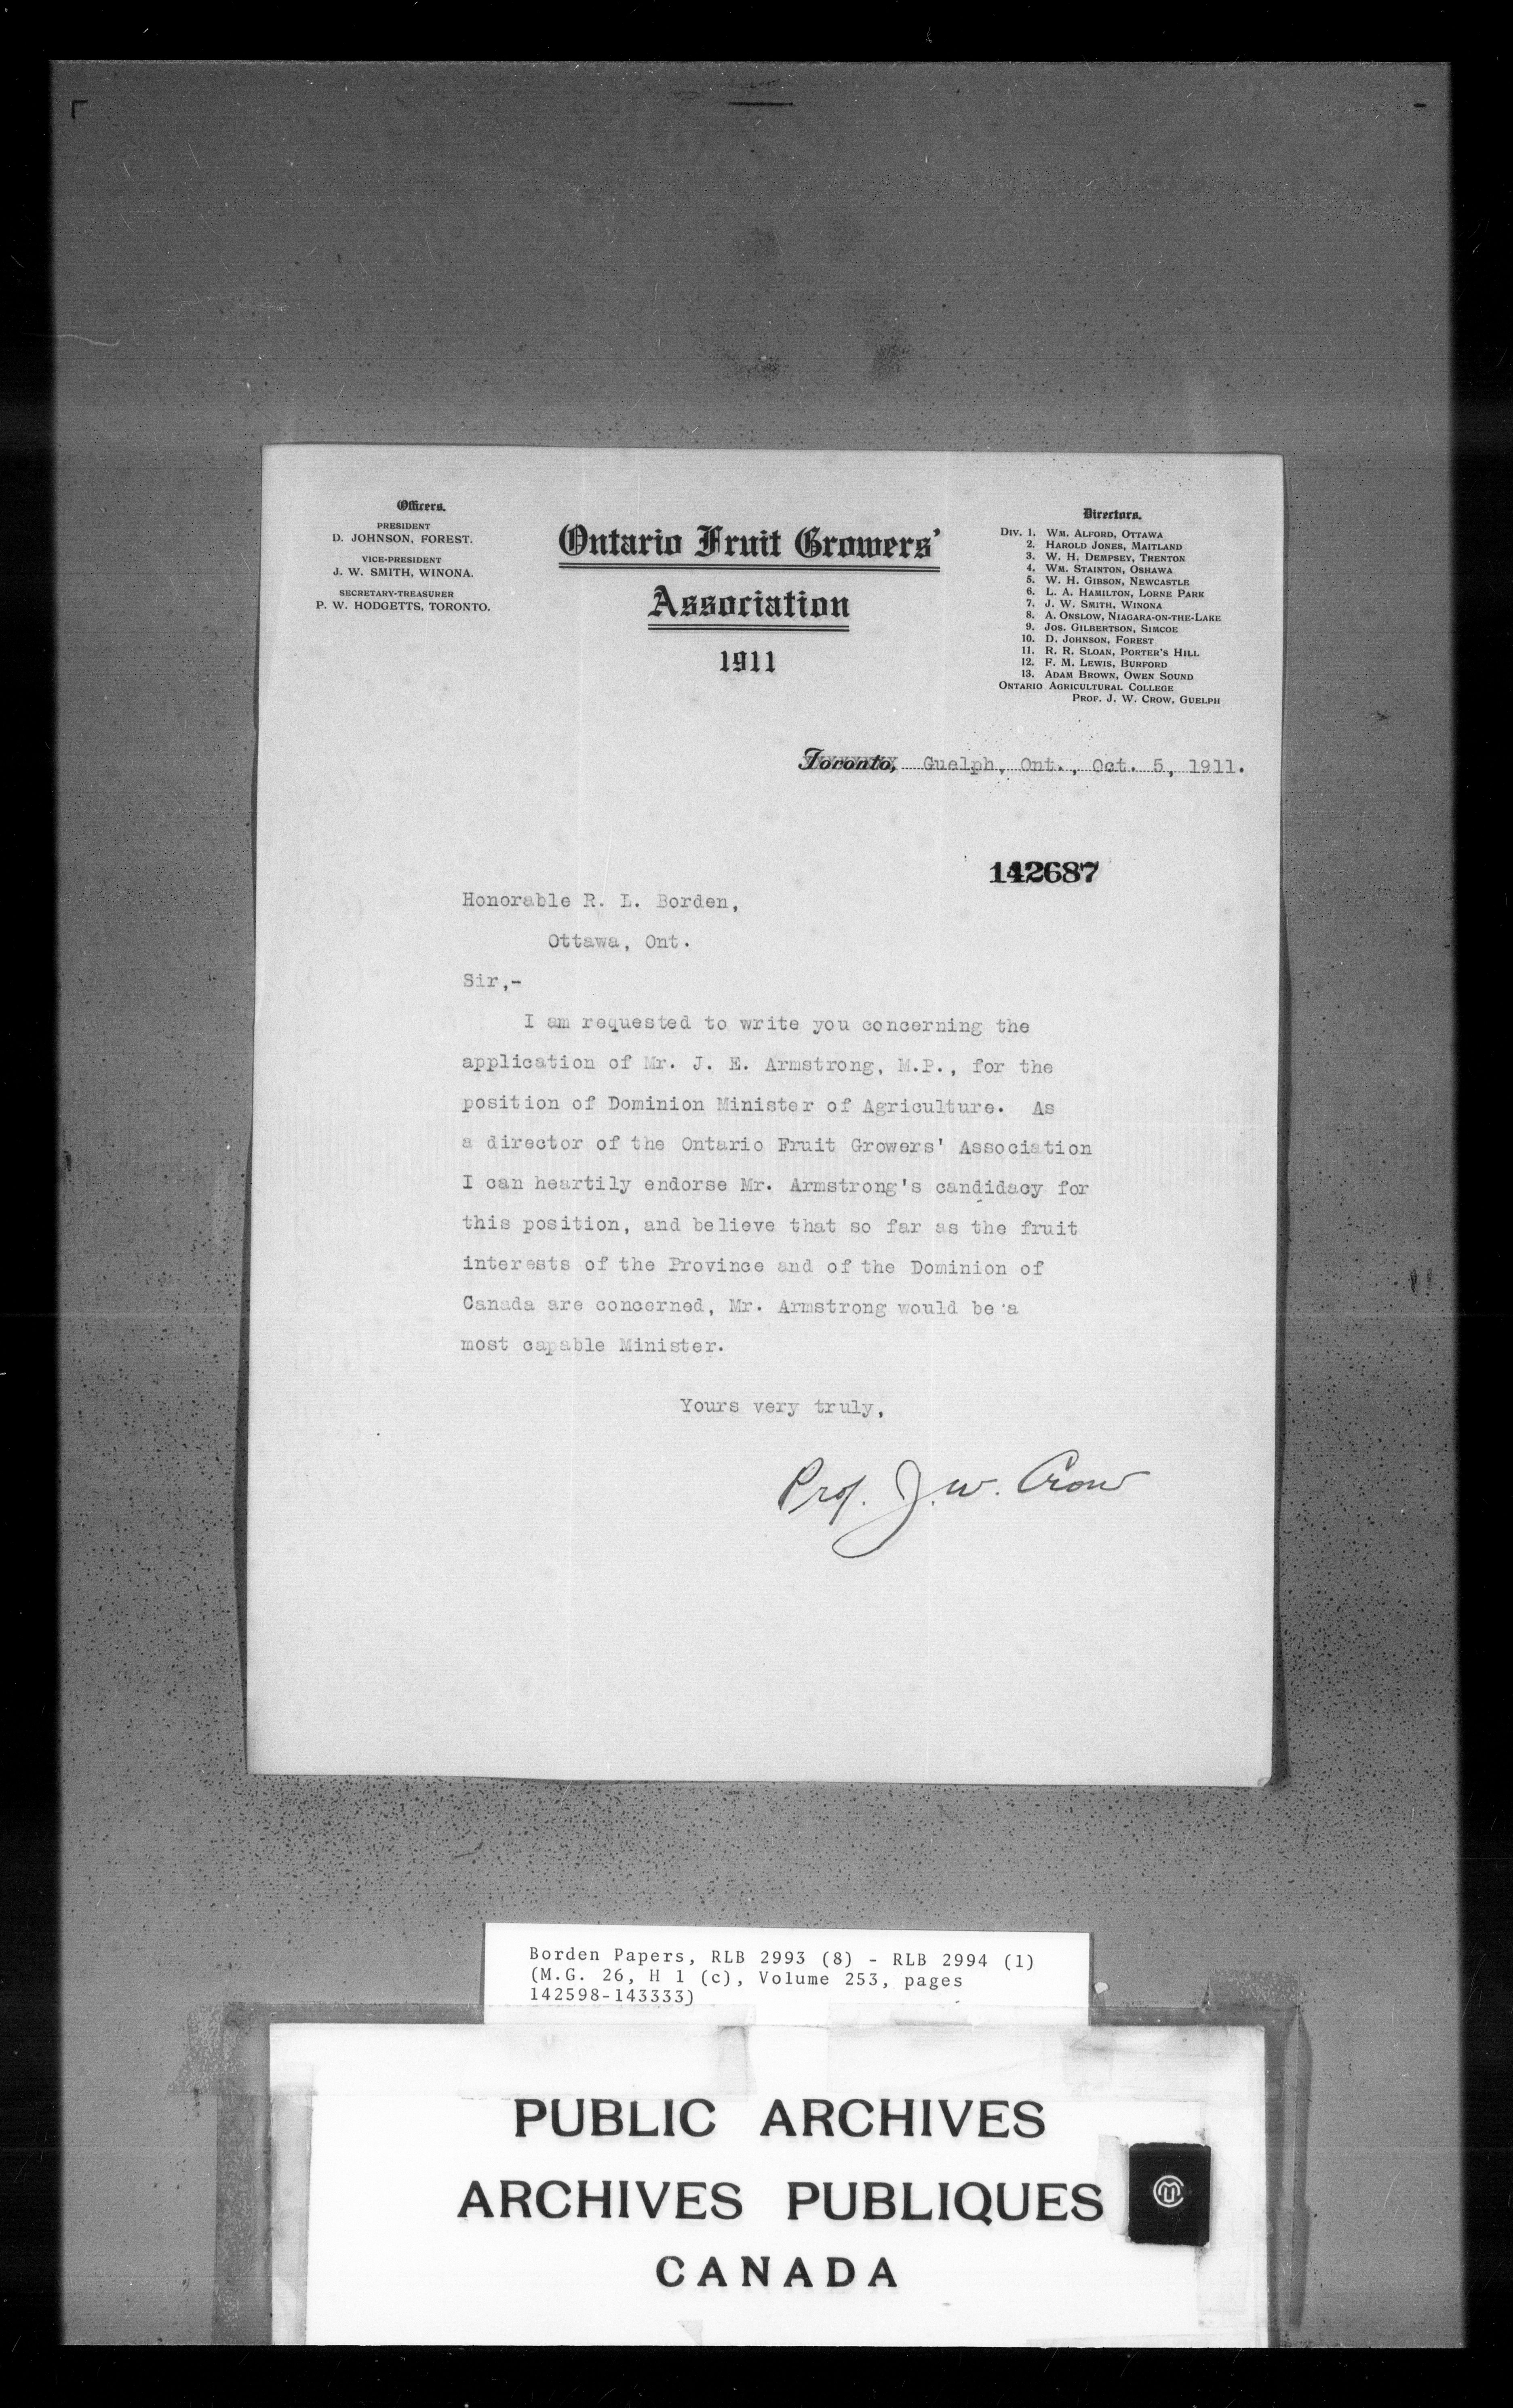 Officers.
PRESIDENT
D. JOHNSON, FOREST.
VICE-PRESIDENT
J. W. SMITH, WINONA.
SECRETARY-TREASURER
P. W. HODGETTS, TORONTO.
Ontario Fruit Growers'
Association
1911
Directors.
DIV. 1. WM. ALFORD, OTTAWA
2. HAROLD JONES, MAITLAND
3. W. H. DEMPSEY, TRENTON
4. WM. STAINTON, OSHAWA
5. W. H. GIBSON, NEWCASTLE
6. L. A. HAMILTON, LORNE PARK
7. J. W. SMITH, WINONA
8. A. ONSLOW, NIAGARA-ON-THE-LAKE
9. JOS. GILBERTSON, SIMCOE
10. D. JOHNSON, FOREST
11. R. R. SLOAN, PORTER'S HILL
12. F. M. LEWIS, BURFORD
13. ADAM BROWN, OWEN SOUND
ONTARIO AGRICULTURAL COLLEGE
PROF. J. W. CROW, GUELPH
Toronto, Guelph, Ont., Oct. 5, 1911.
142687
Honorable R. L. Borden,
Ottawa, Ont.
Sir,-
I am requested to write you concerning the
application of Mr. J. E. Armstrong, M.P., for the
position of Dominion Minister of Agriculture. As
a director of the Ontario Fruit Growers' Association
I can heartily endorse Mr. Armstrong's candidacy for
this position, and believe that so far as the fruit
interests of the Province and of the Dominion of
Canada are concerned, Mr. Armstrong would be a
most capable Minister.
Yours very truly,
Prof. J. W. Crow
Borden Papers, RLB 2993 (8) - RLB 2994 (1)
(M.G. 26, H 1 (c), Volume 253, pages
142598-143333)
PUBLIC ARCHIVES
ARCHIVES PUBLIQUES
CANADA